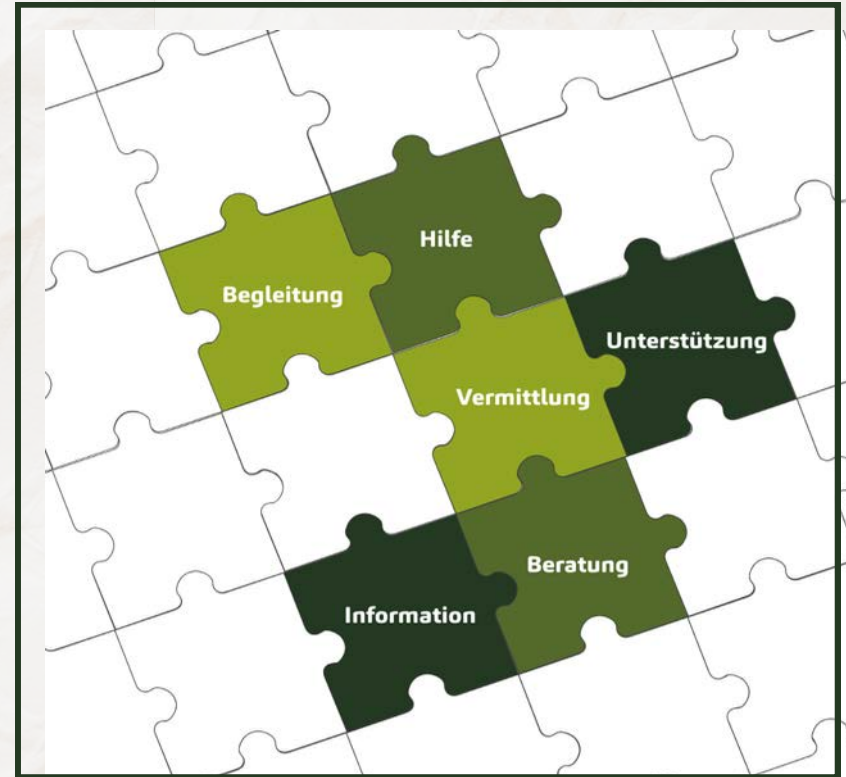 Hilfe
Begleitung
Unterstützung
Vermittlung
Beratung
Information